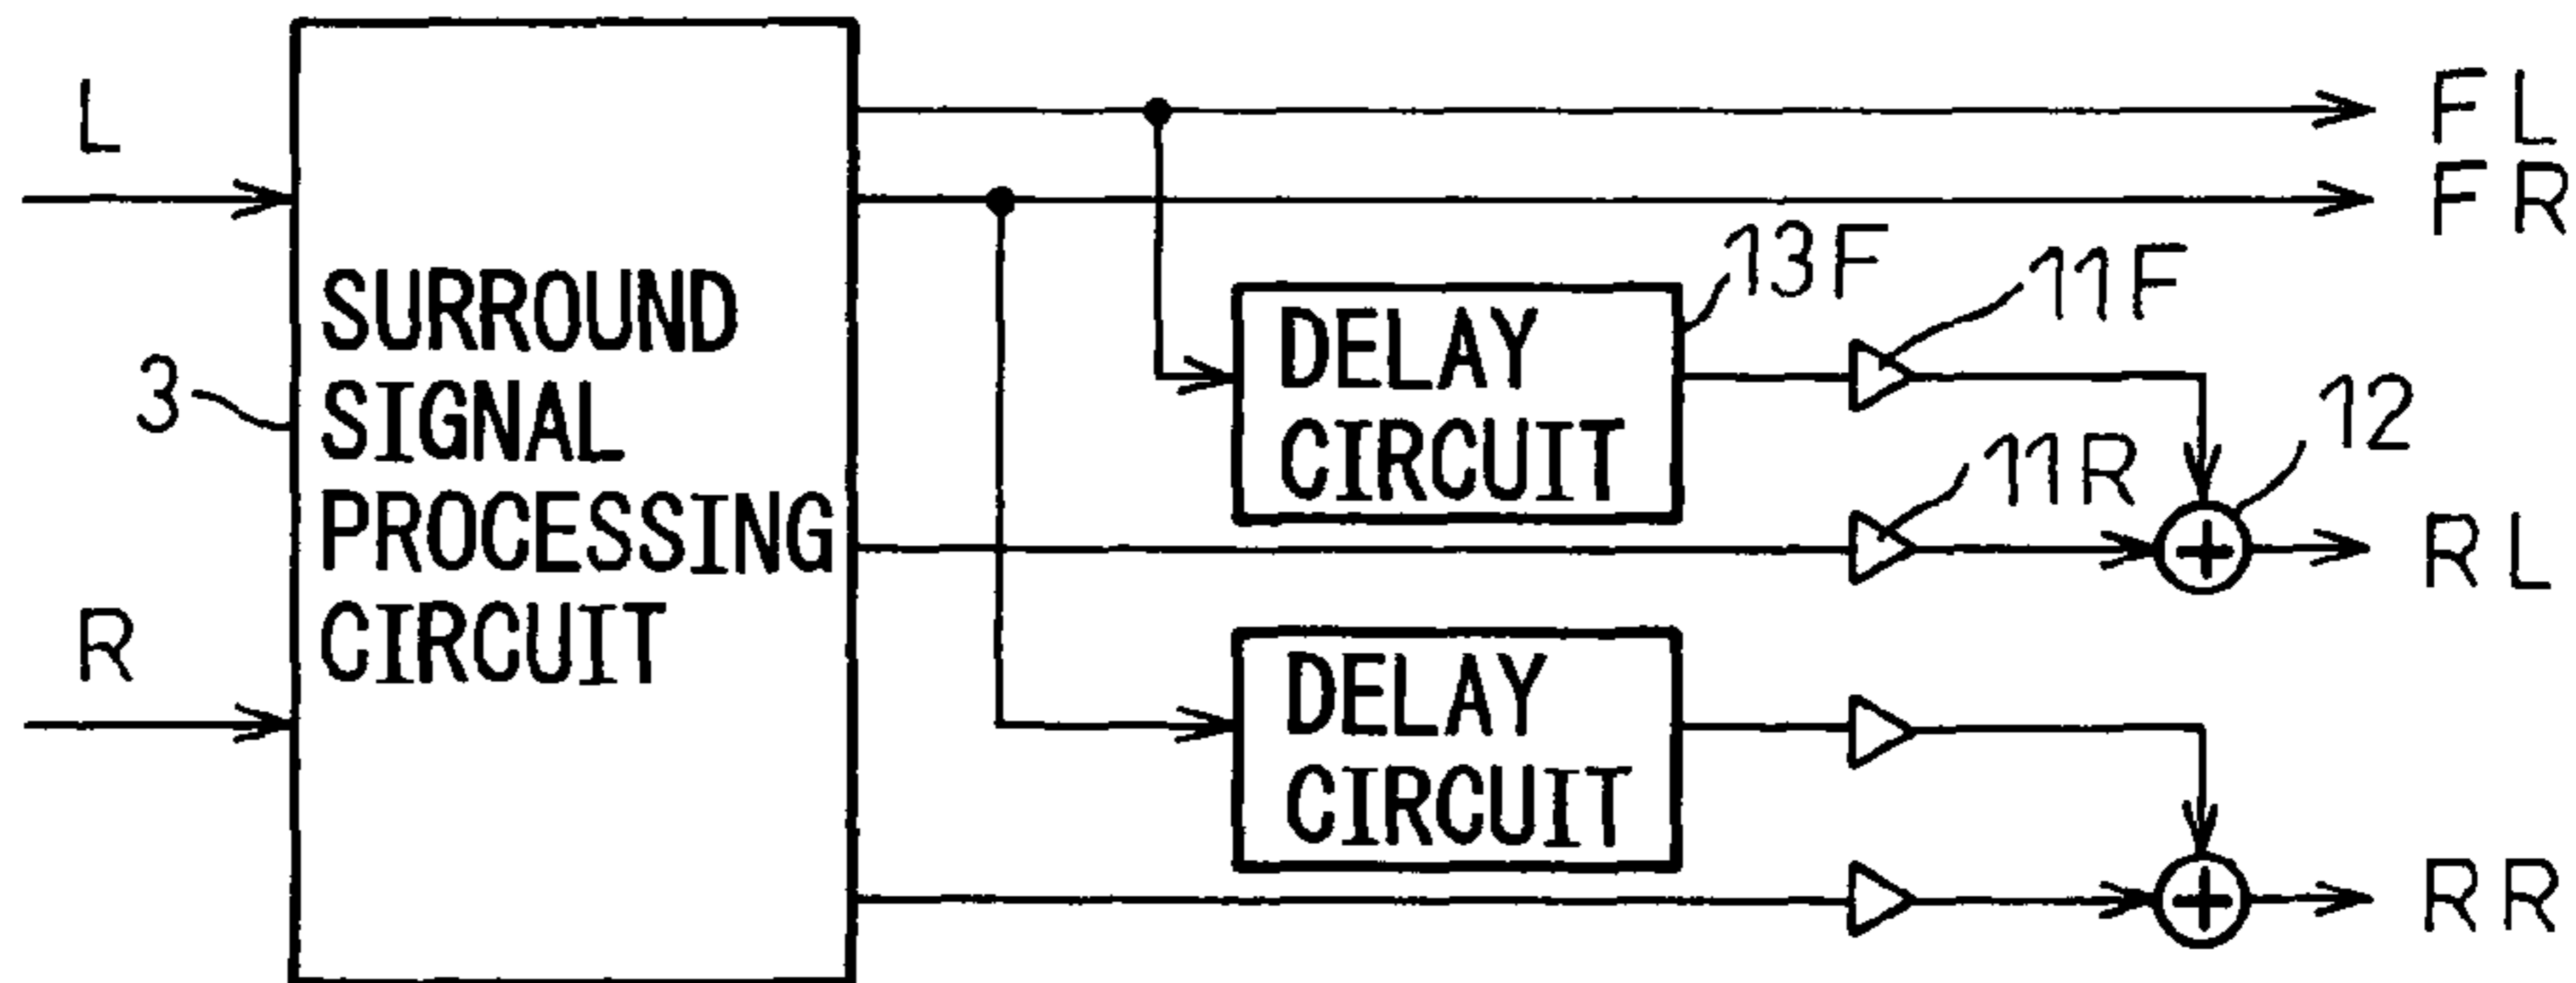 L
FL
FR
13F
11F
SURROUND
SIGNAL
PROCESSING
CIRCUIT
3
DELAY
CIRCUIT
12
11R
RL
R
DELAY
CIRCUIT
RR